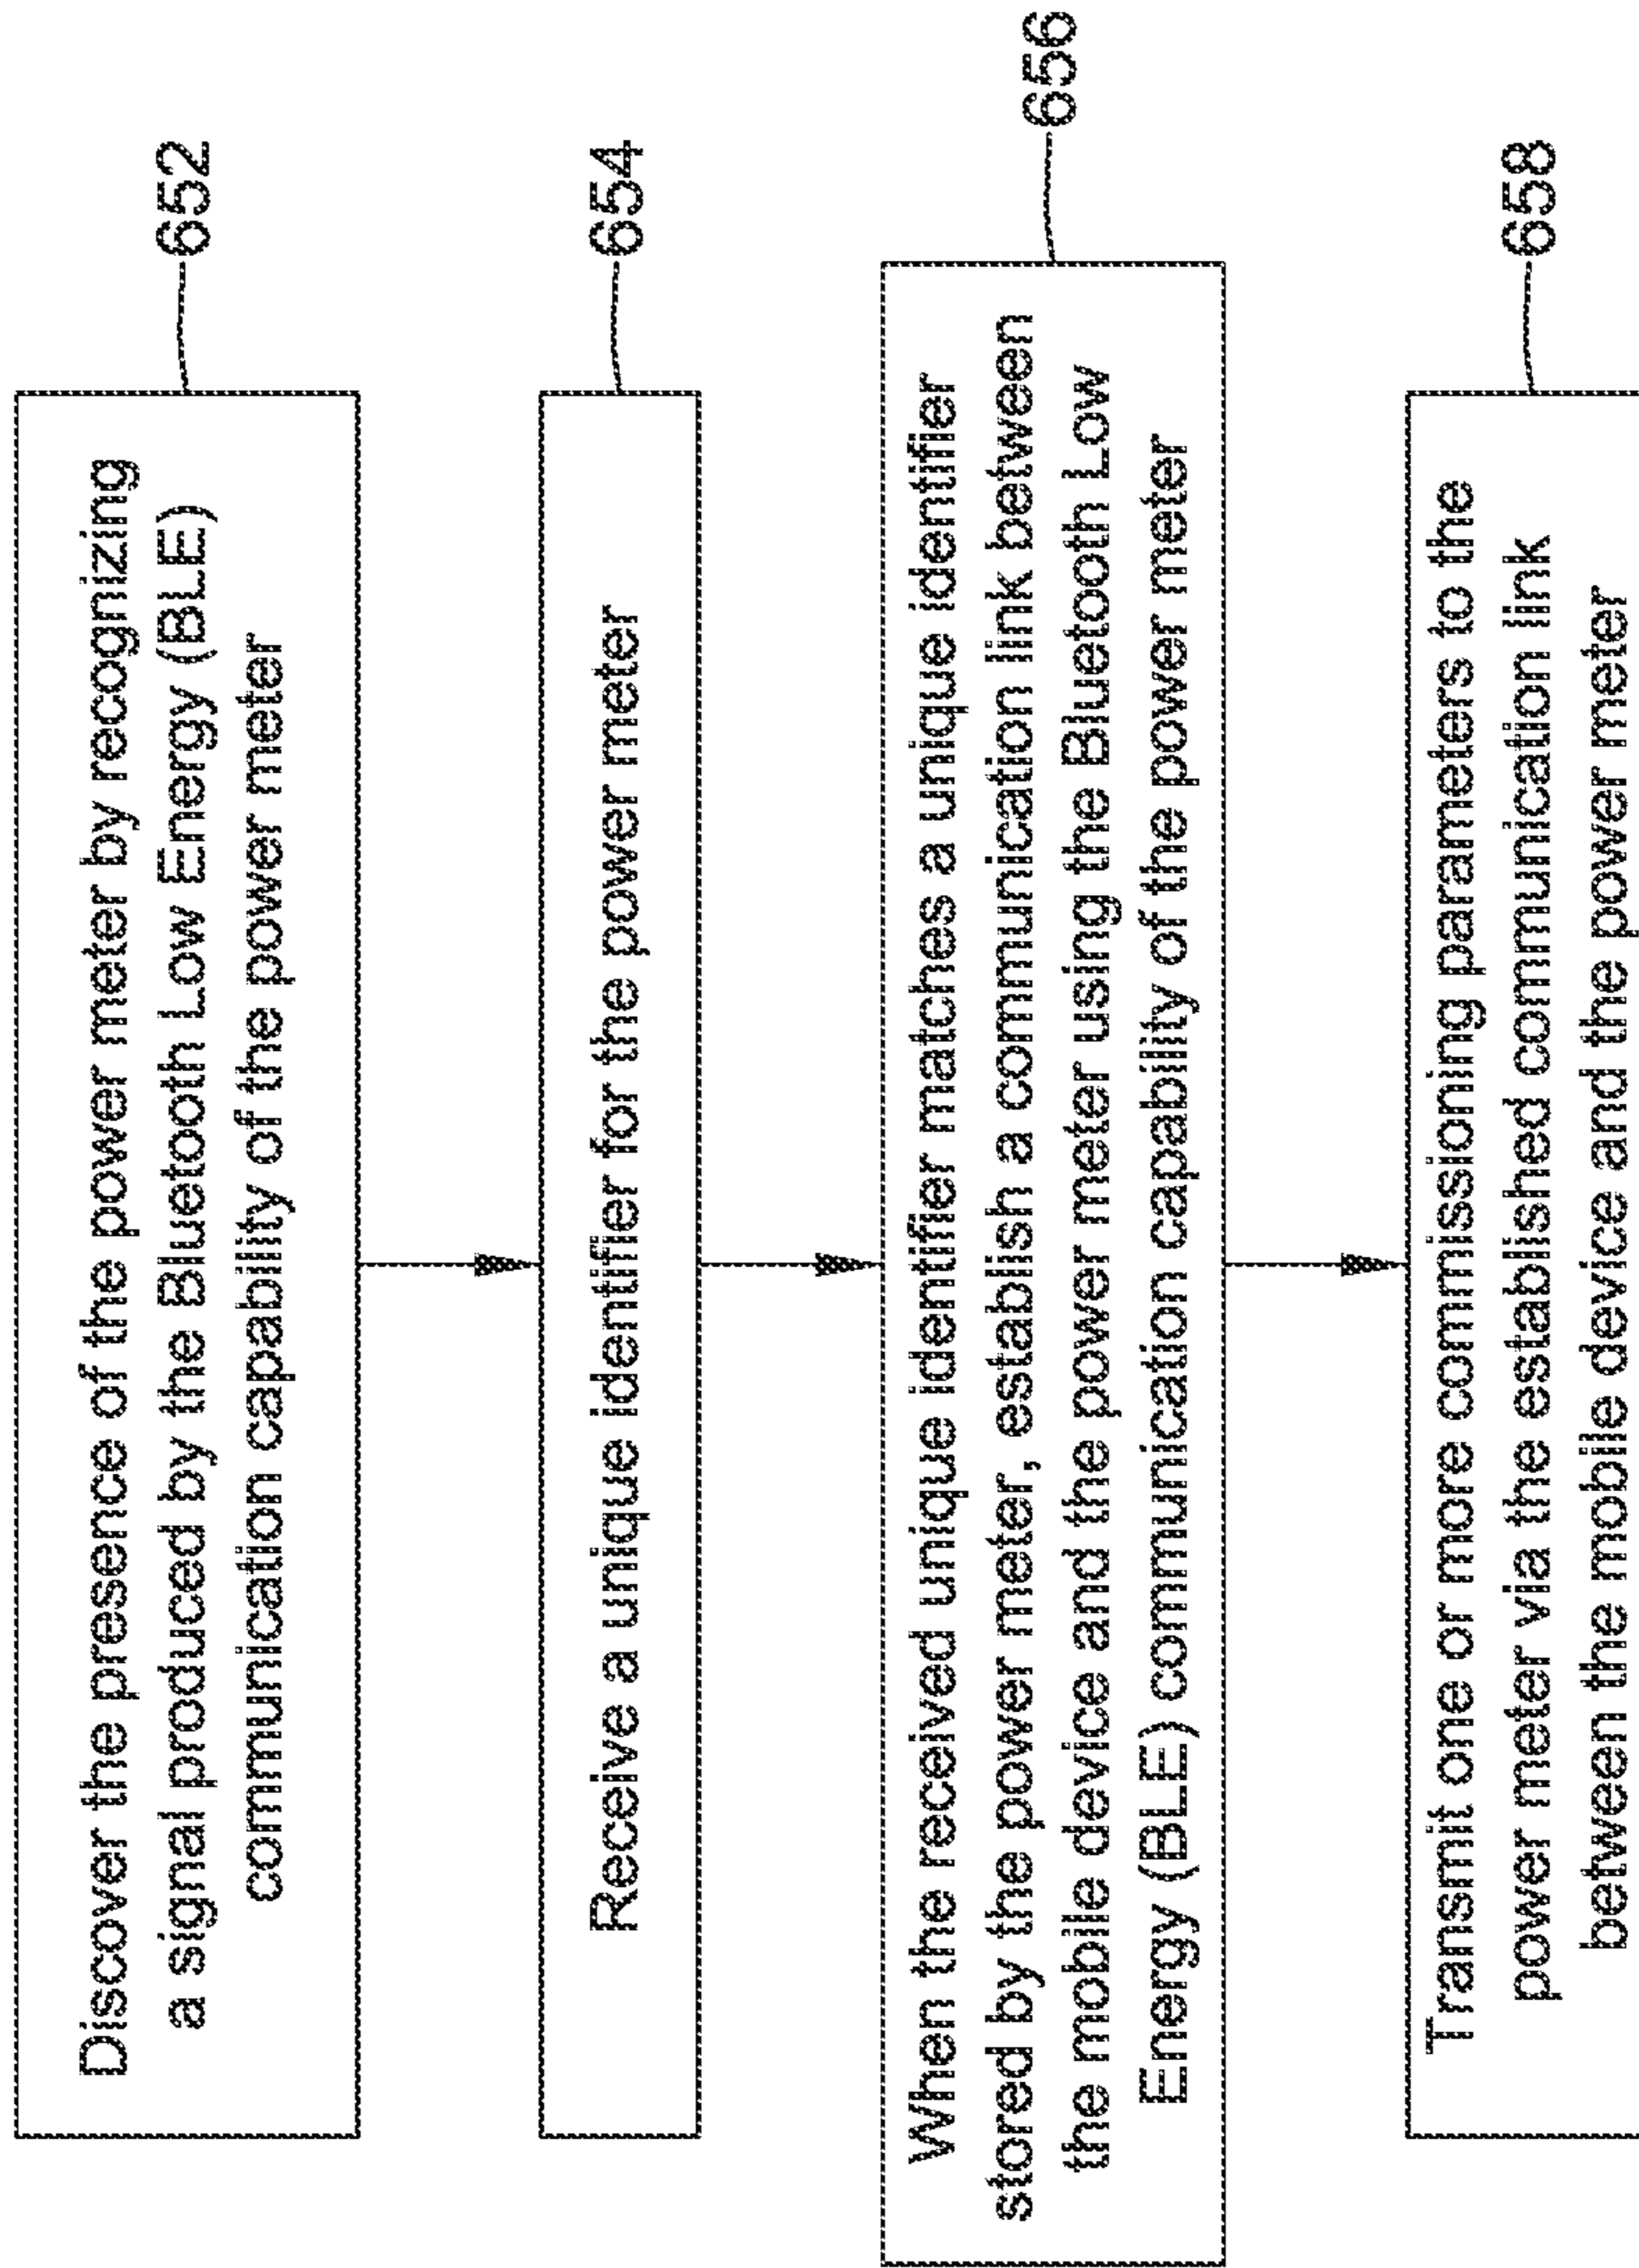 Discover the presence of the power meter by recognizing
a signal produced by the Bluetooth Low Energy (BLE)
communication capability of the power meter
652
Receive a unique identifier for the power meter
654
When the received unique identifier matches a unique identifier
stored by the power meter, establish a communication link between
the mobile device and the power meter using the Bluetooth Low
Energy (BLE) communication capability of the power meter
656
Transmit one or more commissioning parameters to the
power meter via the established communication link
between the mobile device and the power meter
658